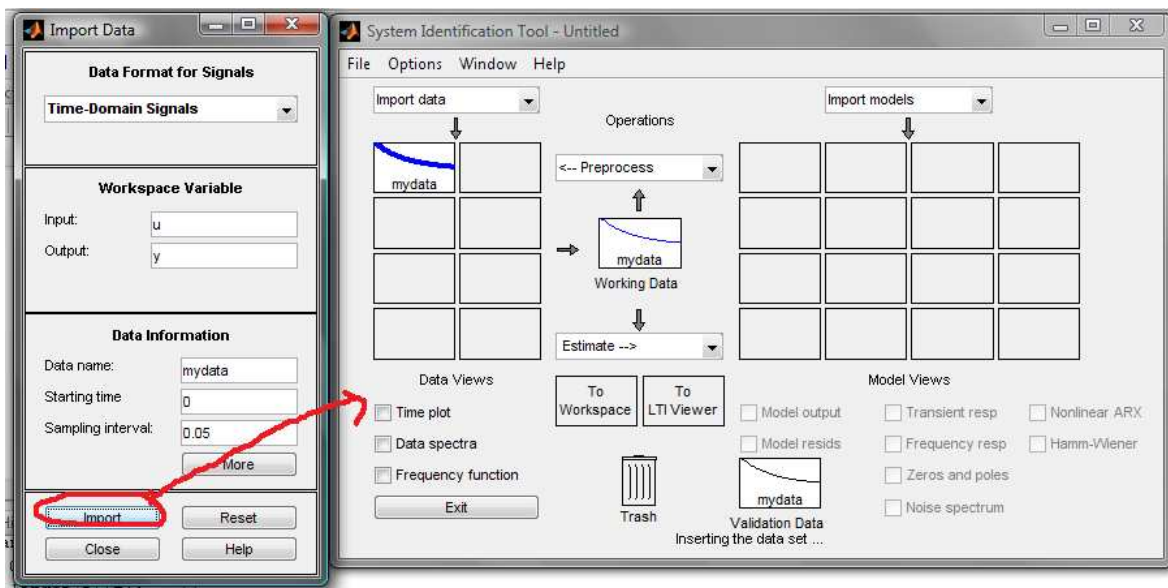 Import Data
Data Format for Signals
Time-Domain Signals
Workspace Variable
Input:
u
Output:
y
Data Information
Data name:
mydata
Starting time
0
Sampling interval:
0.05
More
Import
Reset
Close
Help
System Identification Tool - Untitled
File Options Window Help
Import data
Import models
Operations
mydata
<-- Preprocess
mydata
Working Data
Estimate -->
Data Views
To Workspace
To LTI Viewer
Model Views
Time plot
Model output
Transient resp
Nonlinear ARX
Data spectra
Model resids
Frequency resp
Hamm-Wiener
Frequency function
Zeros and poles
mydata
Noise spectrum
Exit
Trash
Validation Data
Inserting the data set ...